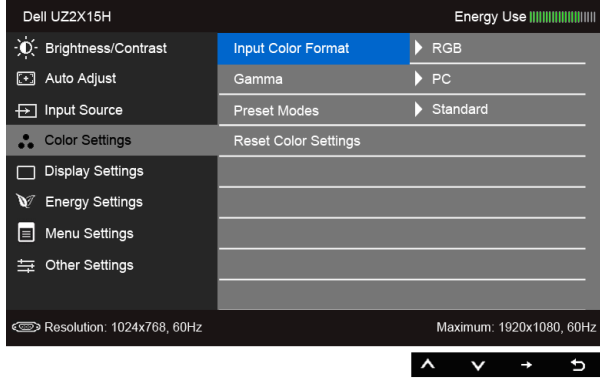 Dell UZ2X15H Energy Use
Brightness/Contrast Input Color Format RGB
Auto Adjust Gamma PC
Input Source Preset Modes Standard
Color Settings Reset Color Settings
Display Settings
Energy Settings
Menu Settings
Other Settings
Resolution: 1024x768, 60Hz Maximum: 1920x1080, 60Hz